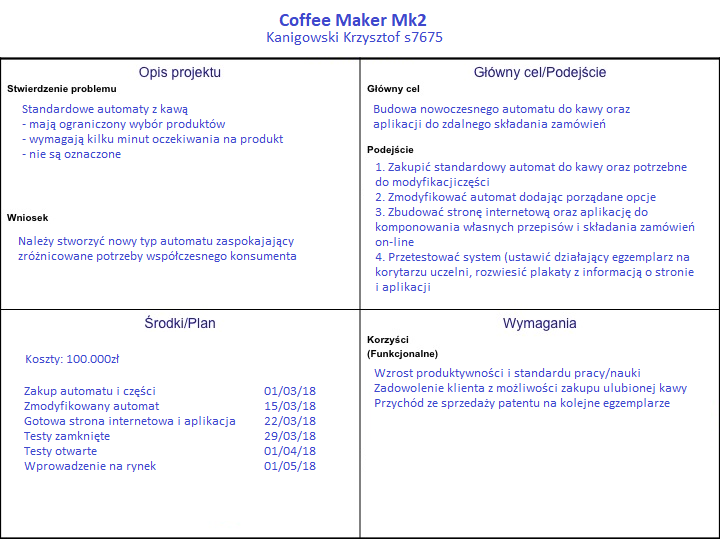 Coffee Maker Mk2
Kanigowski Krzysztof s7675
Opis projektu
Stwierdzenie problemu
Standardowe automaty z kawą
- mają ograniczony wybór produktów
- wymagają kilku minut oczekiwania na produkt
- nie są oznaczone
Wniosek
Należy stworzyć nowy typ automatu zaspokajający
zróżnicowane potrzeby współczesnego konsumenta
Główny cel/Podejście
Główny cel
Budowa nowoczesnego automatu do kawy oraz
aplikacji do zdalnego składania zamówień
Podejście
1. Zakupić standardowy automat do kawy oraz potrzebne
do modyfikacjiczęści
2. Zmodyfikować automat dodając porządane opcje
3. Zbudować stronę internetową oraz aplikację do
komponowania własnych przepisów i składania zamówień
on-line
4. Przetestować system (ustawić działający egzemplarz na
korytarzu uczelni, rozwiesić plakaty z informacją o stronie
i aplikacji
Środki/Plan
Koszty: 100.000zł
Zakup automatu i części 01/03/18
Zmodyfikowany automat 15/03/18
Gotowa strona internetowa i aplikacja 22/03/18
Testy zamknięte 29/03/18
Testy otwarte 01/04/18
Wprowadzenie na rynek 01/05/18
Wymagania
Korzyści
(Funkcjonalne)
Wzrost produktywności i standardu pracy/nauki
Zadowolenie klienta z możliwości zakupu ulubionej kawy
Przychód ze sprzedaży patentu na kolejne egzemplarze